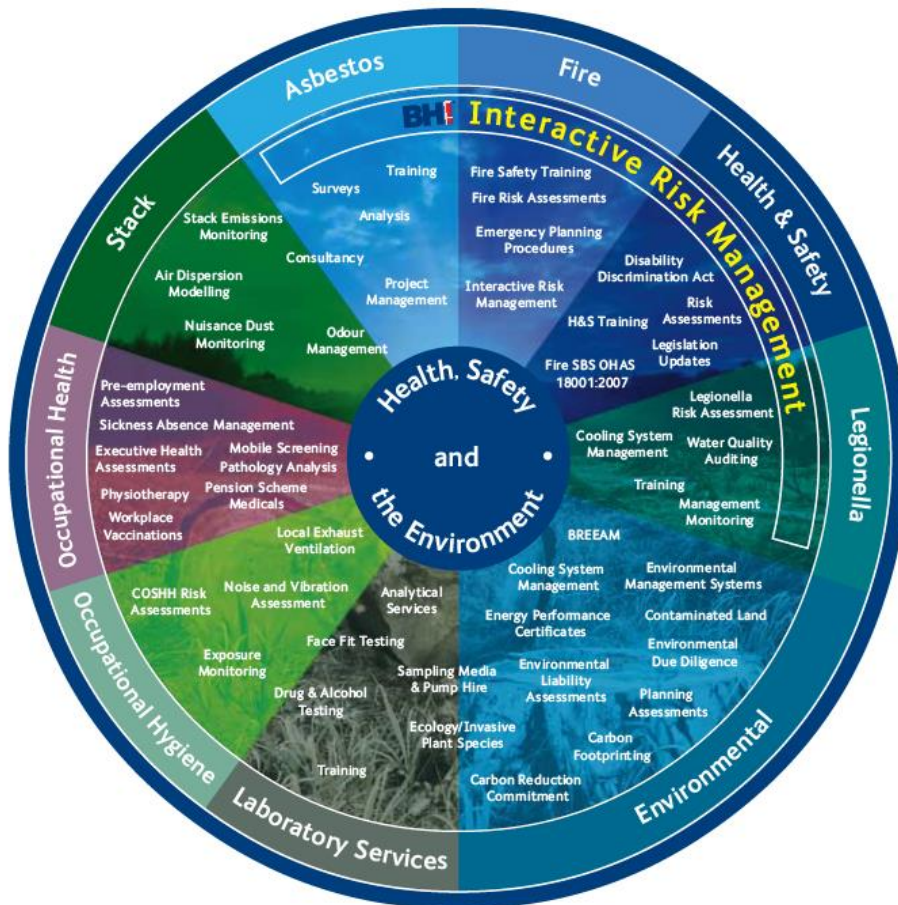 Asbestos
Fire
Health & Safety
Legionella
Environmental
Laboratory Services
Occupational Hygiene
Occupational Health
Stack
BHI Interactive Risk Management
Health, Safety
and
the Environment
Training
Surveys
Analysis
Consultancy
Project
Management
Fire Safety Training
Fire Risk Assessments
Emergency Planning
Procedures
Interactive Risk
Management
Disability
Discrimination Act
Risk
Assessments
H&S Training
Legislation
Updates
Fire SBS OHAS
18001:2007
Legionella
Risk Assessment
Cooling System
Management
Water Quality
Auditing
Training
Management
Monitoring
BREEAM
Cooling System
Management
Environmental
Management Systems
Energy Performance
Certificates
Contaminated Land
Environmental
Due Diligence
Environmental
Liability
Assessments
Planning
Assessments
Carbon
Footprinting
Carbon Reduction
Commitment
Analytical
Services
Face Fit Testing
Sampling Media
& Pump Hire
Drug & Alcohol
Testing
Ecology/Invasive
Plant Species
Training
Local Exhaust
Ventilation
COSHH Risk
Assessments
Noise and Vibration
Assessment
Exposure
Monitoring
Pre-employment
Assessments
Sickness Absence Management
Executive Health
Assessments
Mobile Screening
Pathology Analysis
Physiotherapy
Pension Scheme
Medicals
Workplace
Vaccinations
Stack Emissions
Monitoring
Air Dispersion
Modelling
Nuisance Dust
Monitoring
Odour
Management